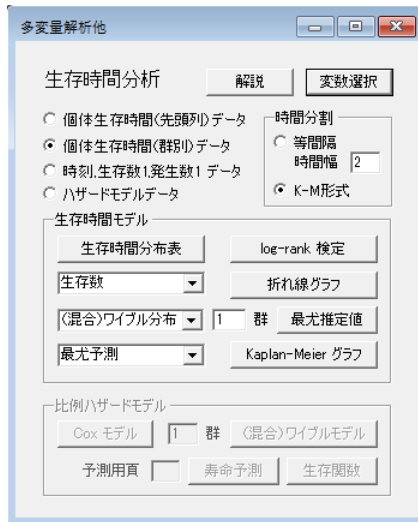 多変量解析他
生存時間分析 解説 変数選択
個体生存時間(先頭列)データ
個体生存時間(群別)データ
時刻,生存数1,発生数1 データ
ハザードモデルデータ
時間分割
等間隔
時間幅 2
K-M形式
生存時間モデル
生存時間分布表 log-rank 検定
生存数 折れ線グラフ
(混合)ワイブル分布 1 群 最尤推定値
最尤予測 Kaplan-Meier グラフ
比例ハザードモデル
Cox モデル 1 群 (混合)ワイブルモデル
予測用頁 寿命予測 生存関数